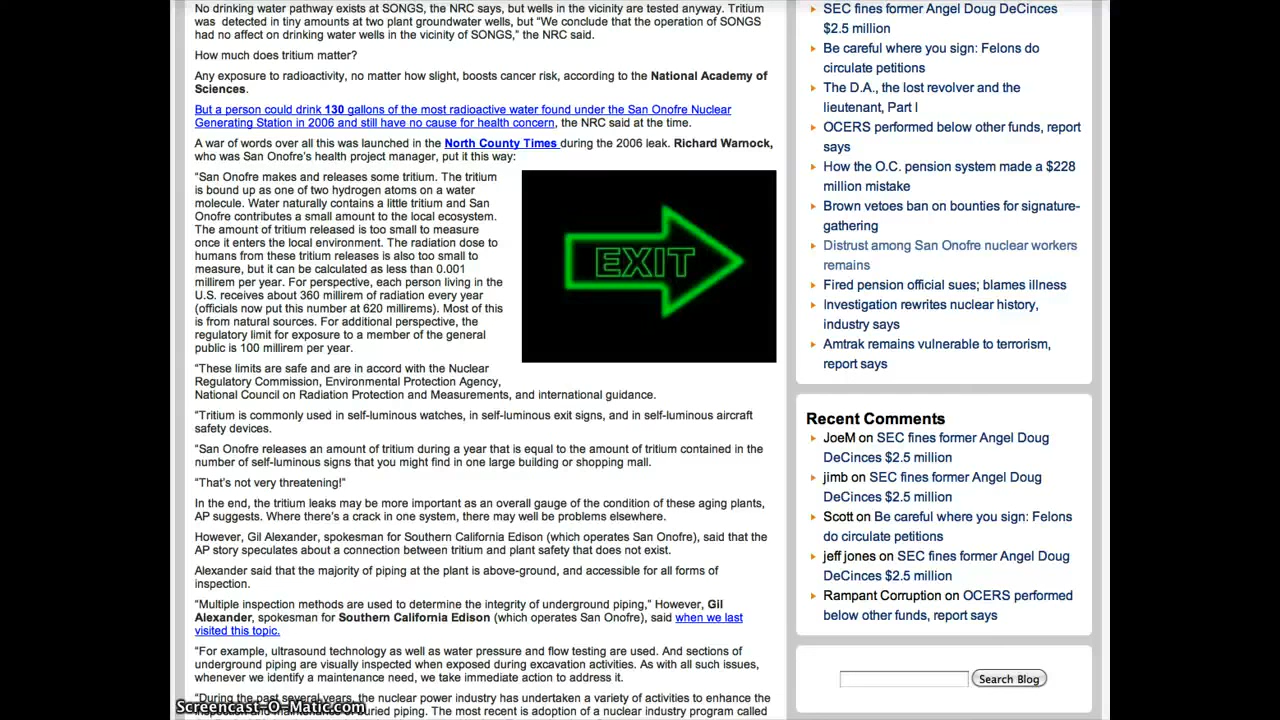 No drinking water pathway exists at SONGS, the NRC says, but wells in the vicinity are tested anyway. Tritium
was  detected in tiny amounts at two plant groundwater wells, but “We conclude that the operation of SONGS
had no affect on drinking water wells in the vicinity of SONGS,” the NRC said.
How much does tritium matter?
Any exposure to radioactivity, no matter how slight, boosts cancer risk, according to the National Academy of
Sciences.
But a person could drink 130 gallons of the most radioactive water found under the San Onofre Nuclear
Generating Station in 2006 and still have no cause for health concern, the NRC said at the time.
A war of words over all this was launched in the North County Times during the 2006 leak. Richard Warnock,
who was San Onofre’s health project manager, put it this way:
“San Onofre makes and releases some tritium. The tritium
is bound up as one of two hydrogen atoms on a water
molecule. Water naturally contains a little tritium and San
Onofre contributes a small amount to the local ecosystem.
The amount of tritium released is too small to measure
once it enters the local environment. The radiation dose to
humans from these tritium releases is also too small to
measure, but it can be calculated as less than 0.001
millirem per year. For perspective, each person living in the
U.S. receives about 360 millirem of radiation every year
(officials now put this number at 620 millirems). Most of this
is from natural sources. For additional perspective, the
regulatory limit for exposure to a member of the general
public is 100 millirem per year.
EXIT
“These limits are safe and are in accord with the Nuclear
Regulatory Commission, Environmental Protection Agency,
National Council on Radiation Protection and Measurements, and international guidance.
“Tritium is commonly used in self-luminous watches, in self-luminous exit signs, and in self-luminous aircraft
safety devices.
“San Onofre releases an amount of tritium during a year that is equal to the amount of tritium contained in the
number of self-luminous signs that you might find in one large building or shopping mall.
“That’s not very threatening!”
In the end, the tritium leaks may be more important as an overall gauge of the condition of these aging plants,
AP suggests. Where there’s a crack in one system, there may well be problems elsewhere.
However, Gil Alexander, spokesman for Southern California Edison (which operates San Onofre), said that the
AP story speculates about a connection between tritium and plant safety that does not exist.
Alexander said that the majority of piping at the plant is above-ground, and accessible for all forms of
inspection.
“Multiple inspection methods are used to determine the integrity of underground piping,” However, Gil
Alexander, spokesman for Southern California Edison (which operates San Onofre), said when we last
visited this topic.
“For example, ultrasound technology as well as water pressure and flow testing are used. And sections of
underground piping are visually inspected when exposed during excavation activities. As with all such issues,
whenever we identify a maintenance need, we take immediate action to address it.
“During the past several years, the nuclear power industry has undertaken a variety of activities to enhance the
buried piping. The most recent is adoption of a nuclear industry program called
Screencast-O-Matic.com
SEC fines former Angel Doug DeCinces
$2.5 million
Be careful where you sign: Felons do
circulate petitions
The D.A., the lost revolver and the
lieutenant, Part I
OCERS performed below other funds, report
says
How the O.C. pension system made a $228
million mistake
Brown vetoes ban on bounties for signature-
gathering
Distrust among San Onofre nuclear workers
remains
Fired pension official sues; blames illness
Investigation rewrites nuclear history,
industry says
Amtrak remains vulnerable to terrorism,
report says
Recent Comments
JoeM on SEC fines former Angel Doug
DeCinces $2.5 million
jimb on SEC fines former Angel Doug
DeCinces $2.5 million
Scott on Be careful where you sign: Felons
do circulate petitions
jeff jones on SEC fines former Angel Doug
DeCinces $2.5 million
Rampant Corruption on OCERS performed
below other funds, report says
Search Blog